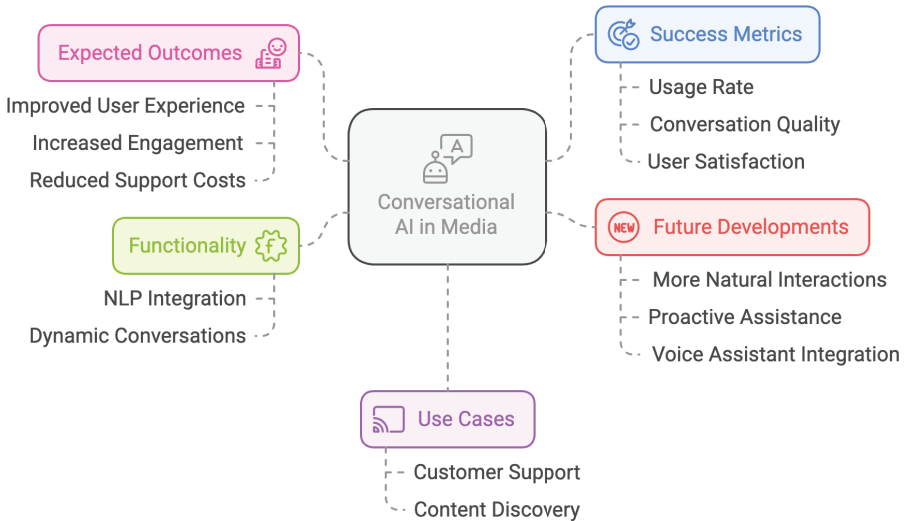 Expected Outcomes
Improved User Experience
Increased Engagement
Reduced Support Costs
Functionality
NLP Integration
Dynamic Conversations
A
Conversational
AI in Media
Success Metrics
Usage Rate
Conversation Quality
User Satisfaction
NEW
Future Developments
More Natural Interactions
Proactive Assistance
Voice Assistant Integration
Use Cases
Customer Support
Content Discovery